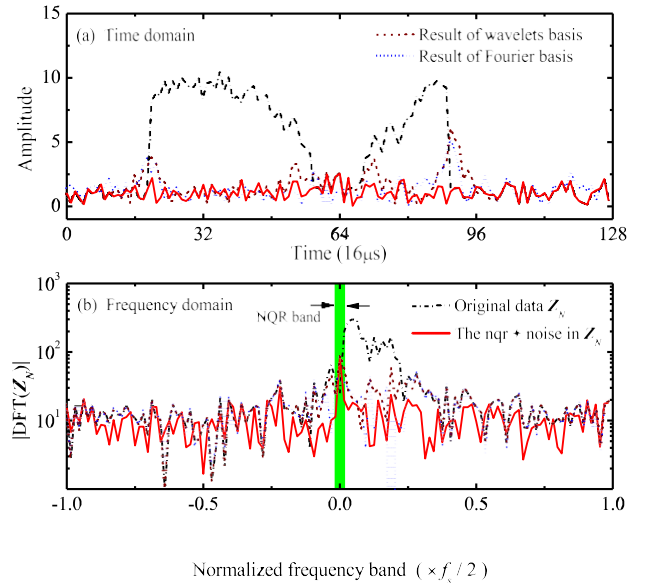 15
(a) Time domain
Result of wavelets basis
Result of Fourier basis
10
5
0
Amplitude
0 32 64 96 128
Time (16μs)
10³
(b) Frequency domain
NQR band
Original data Z_N
The nqr + noise in Z_N
10²
10¹
|DFT(Z_N)|
-1.0 -0.5 0.0 0.5 1.0
Normalized frequency band ( × f_s / 2 )